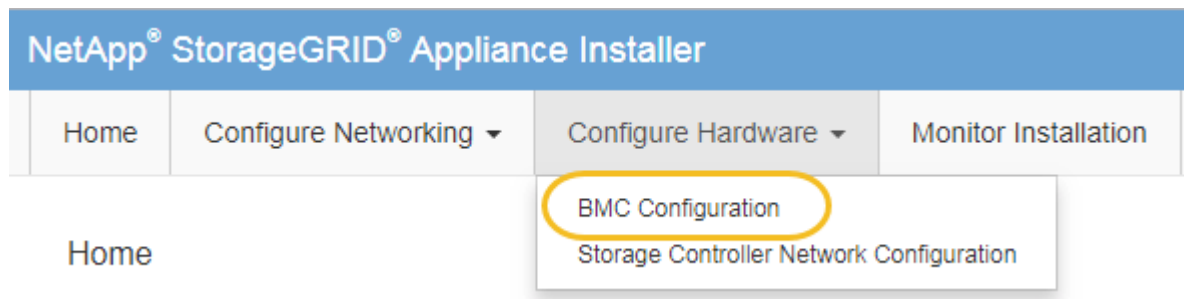 NetApp® StorageGRID® Appliance Installer
Home Configure Networking Configure Hardware Monitor Installation
BMC Configuration
Home
Storage Controller Network Configuration